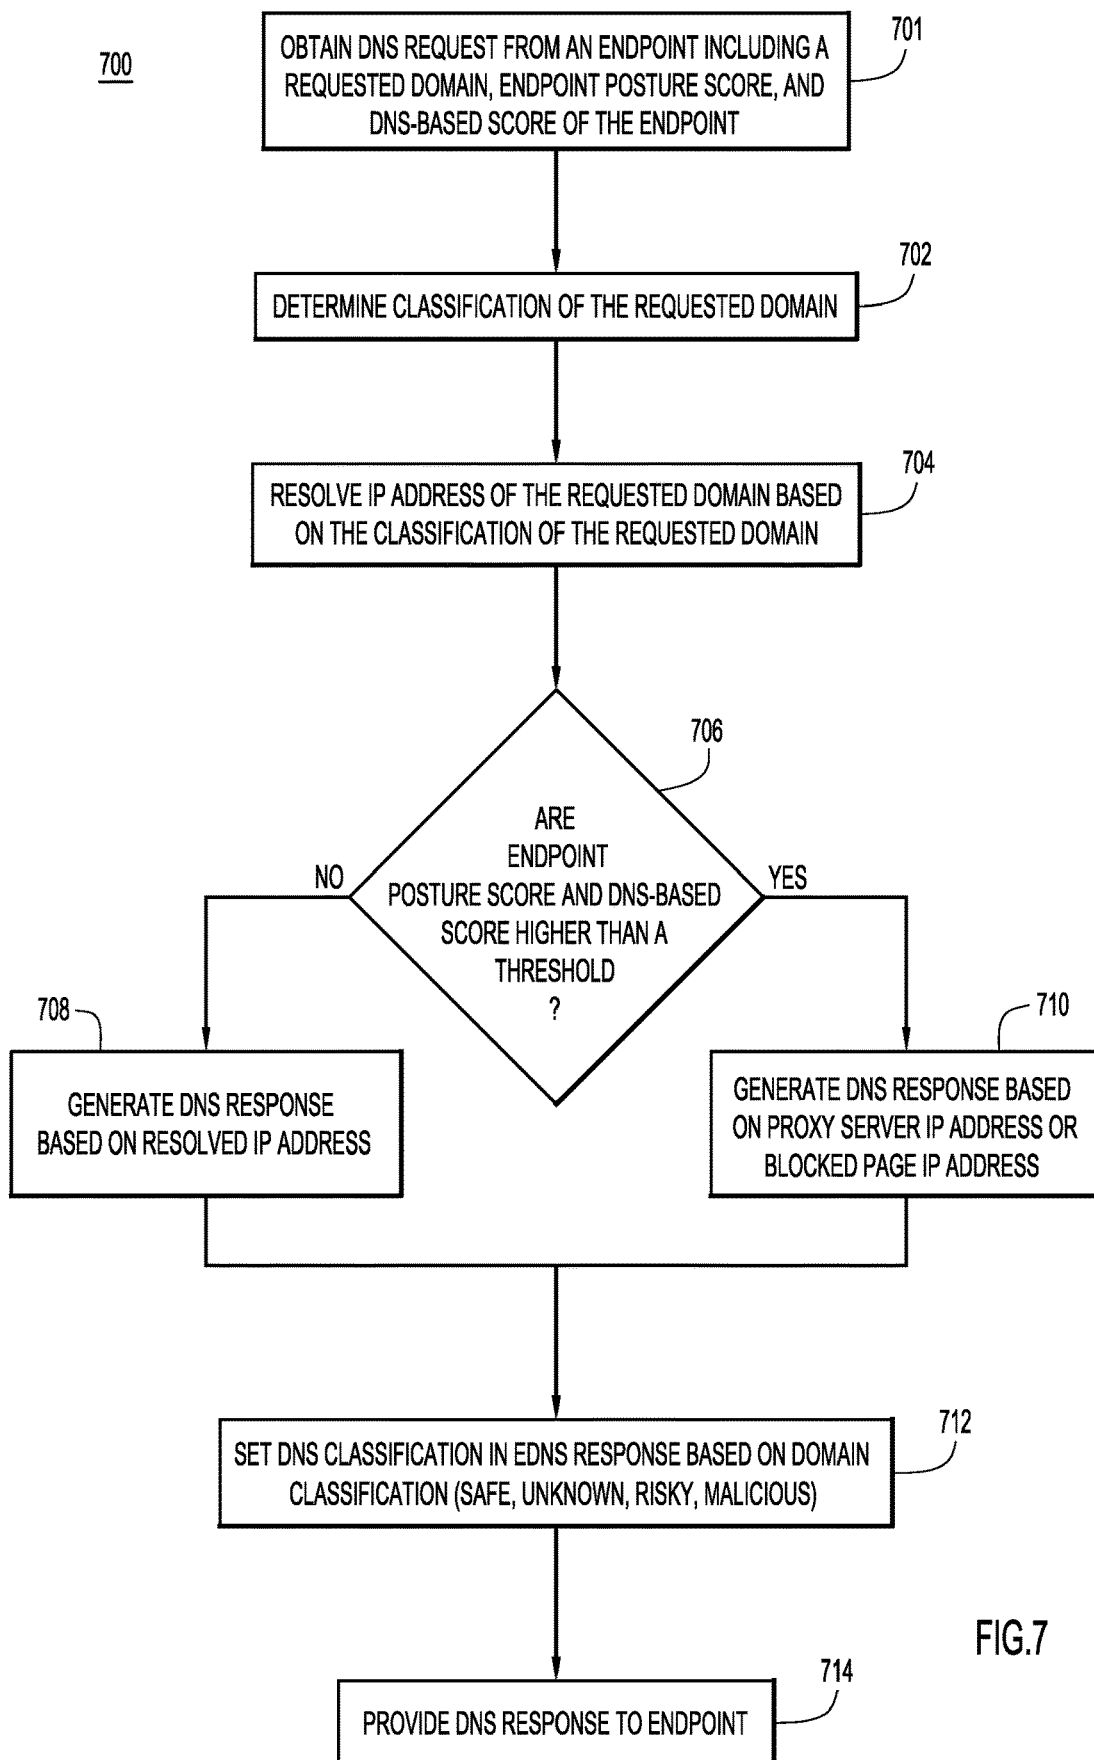 700
701
OBTAIN DNS REQUEST FROM AN ENDPOINT INCLUDING A
REQUESTED DOMAIN, ENDPOINT POSTURE SCORE, AND
DNS-BASED SCORE OF THE ENDPOINT
702
DETERMINE CLASSIFICATION OF THE REQUESTED DOMAIN
704
RESOLVE IP ADDRESS OF THE REQUESTED DOMAIN BASED
ON THE CLASSIFICATION OF THE REQUESTED DOMAIN
706
ARE
ENDPOINT
POSTURE SCORE AND DNS-BASED
SCORE HIGHER THAN A
THRESHOLD
?
NO
YES
708
GENERATE DNS RESPONSE
BASED ON RESOLVED IP ADDRESS
710
GENERATE DNS RESPONSE BASED
ON PROXY SERVER IP ADDRESS OR
BLOCKED PAGE IP ADDRESS
712
SET DNS CLASSIFICATION IN EDNS RESPONSE BASED ON DOMAIN
CLASSIFICATION (SAFE, UNKNOWN, RISKY, MALICIOUS)
714
PROVIDE DNS RESPONSE TO ENDPOINT
FIG.7